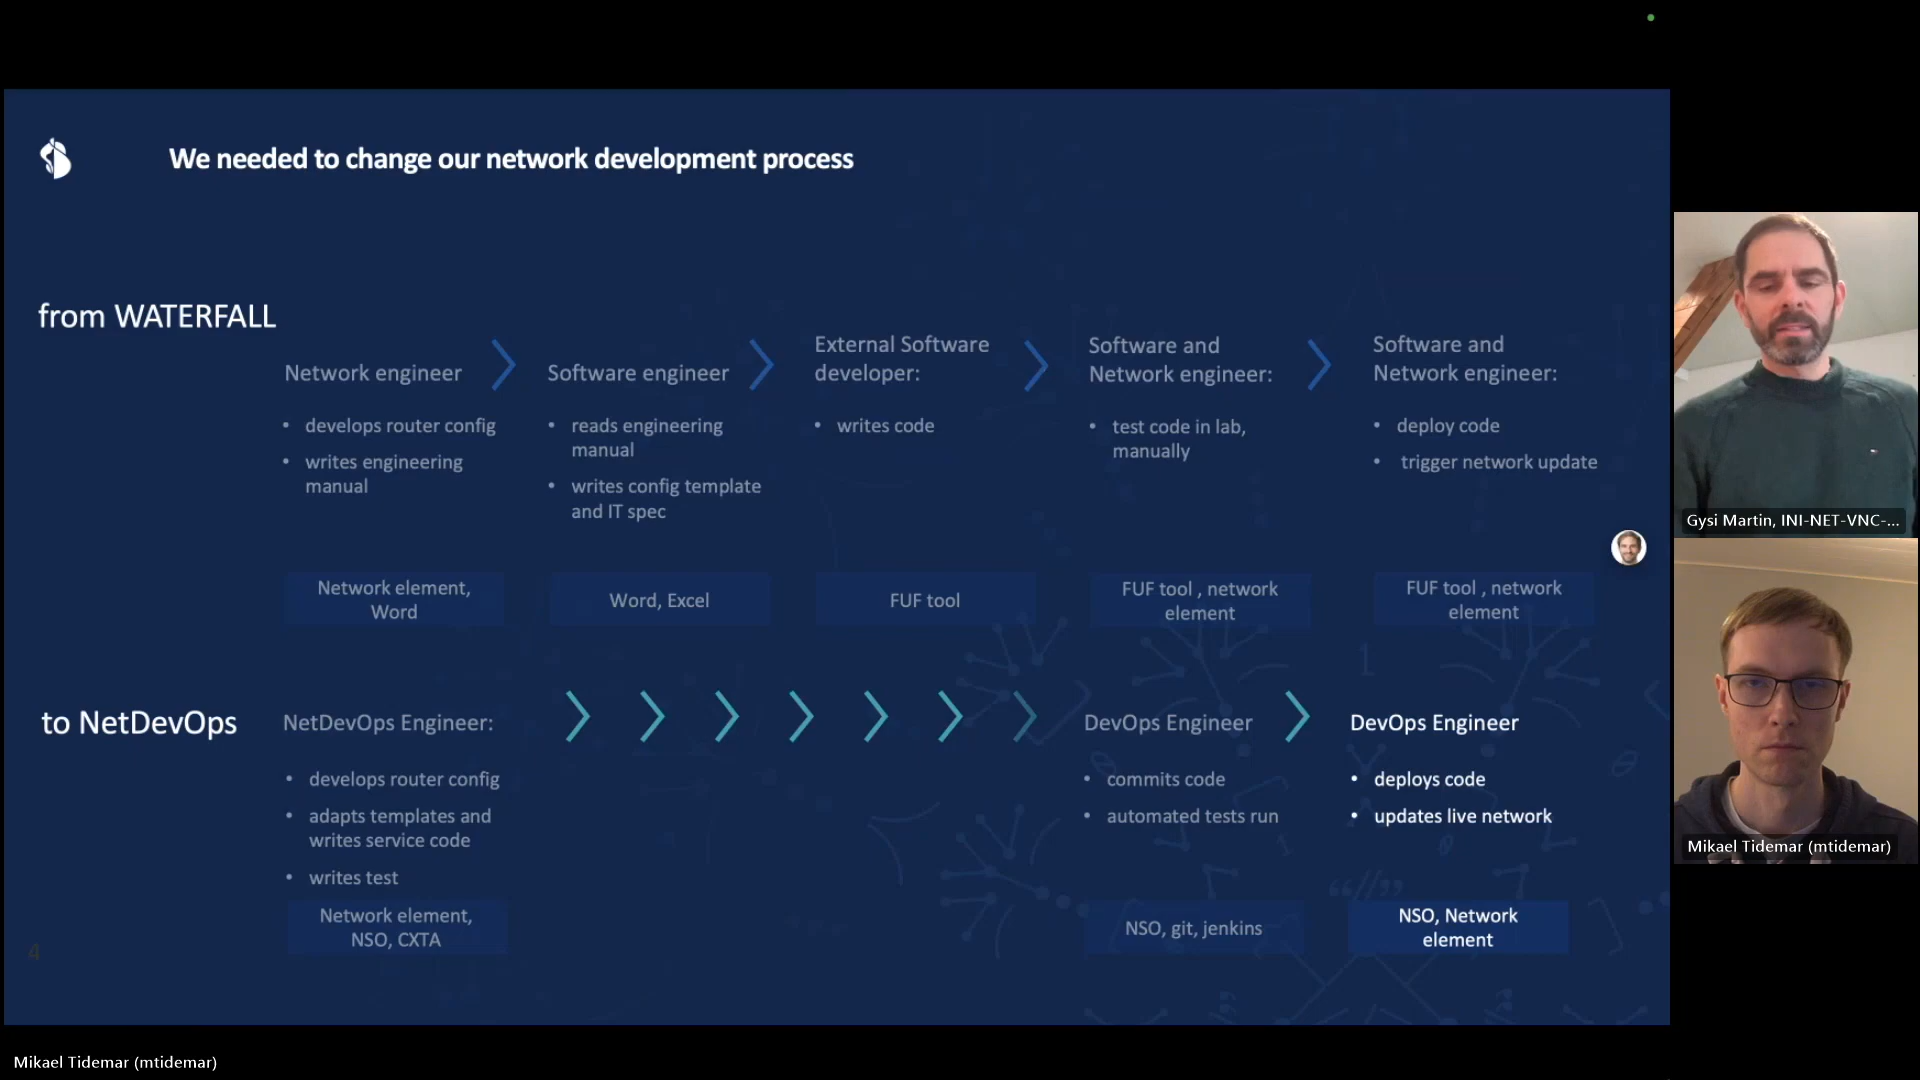 We needed to change our network development process
from WATERFALL
Network engineer
• develops router config
• writes engineering
manual
Network element,
Word
Software engineer
• reads engineering
manual
• writes config template
and IT spec
Word, Excel
External Software
developer:
• writes code
FUF tool
Software and
Network engineer:
• test code in lab,
manually
FUF tool , network
element
Software and
Network engineer:
• deploy code
• trigger network update
FUF tool , network
element
to NetDevOps
NetDevOps Engineer:
• develops router config
• adapts templates and
writes service code
• writes test
Network element,
NSO, CXTA
DevOps Engineer
• commits code
• automated tests run
NSO, git, jenkins
DevOps Engineer
• deploys code
• updates live network
NSO, Network
element
4
Gysi Martin, INI-NET-VNC-...
Mikael Tidemar (mtidemar)
Mikael Tidemar (mtidemar)